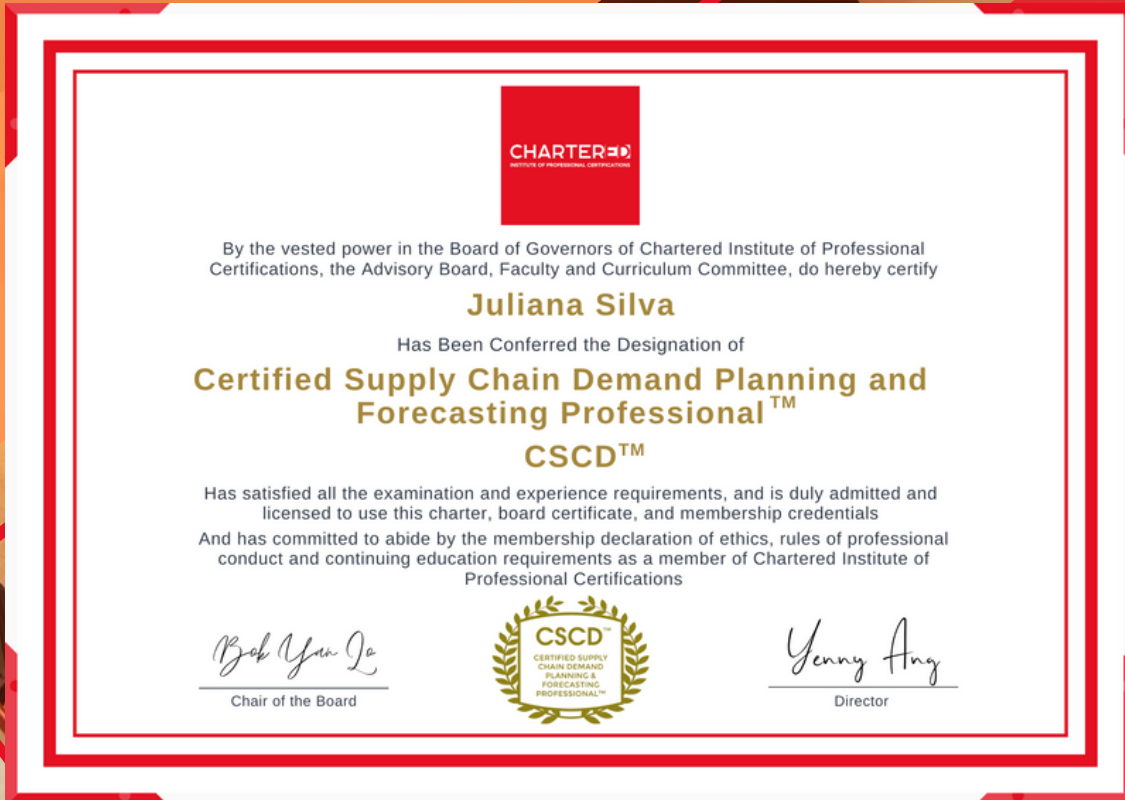 CHARTERED
INSTITUTE OF PROFESSIONAL CERTIFICATIONS
By the vested power in the Board of Governors of Chartered Institute of Professional
Certifications, the Advisory Board, Faculty and Curriculum Committee, do hereby certify
Juliana Silva
Has Been Conferred the Designation of
Certified Supply Chain Demand Planning and
Forecasting Professional™
CSCD™
Has satisfied all the examination and experience requirements, and is duly admitted and
licensed to use this charter, board certificate, and membership credentials
And has committed to abide by the membership declaration of ethics, rules of professional
conduct and continuing education requirements as a member of Chartered Institute of
Professional Certifications
Bok Yan Lo
Chair of the Board
CSCD™
CERTIFIED SUPPLY
CHAIN DEMAND
PLANNING &
FORECASTING
PROFESSIONAL™
Yenny Ang
Director